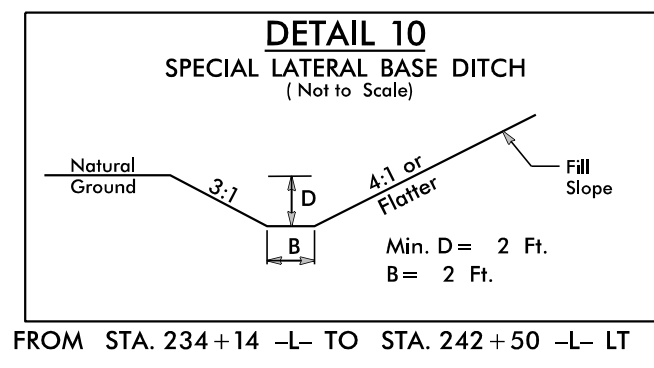 DETAIL 10
SPECIAL LATERAL BASE DITCH
( Not to Scale)
Natural
Ground
3:1
D
B
4:1 or
Flatter
Fill
Slope
Min. D= 2 Ft.
B= 2 Ft.
FROM STA. 234+14 -L- TO STA. 242+50 -L- LT